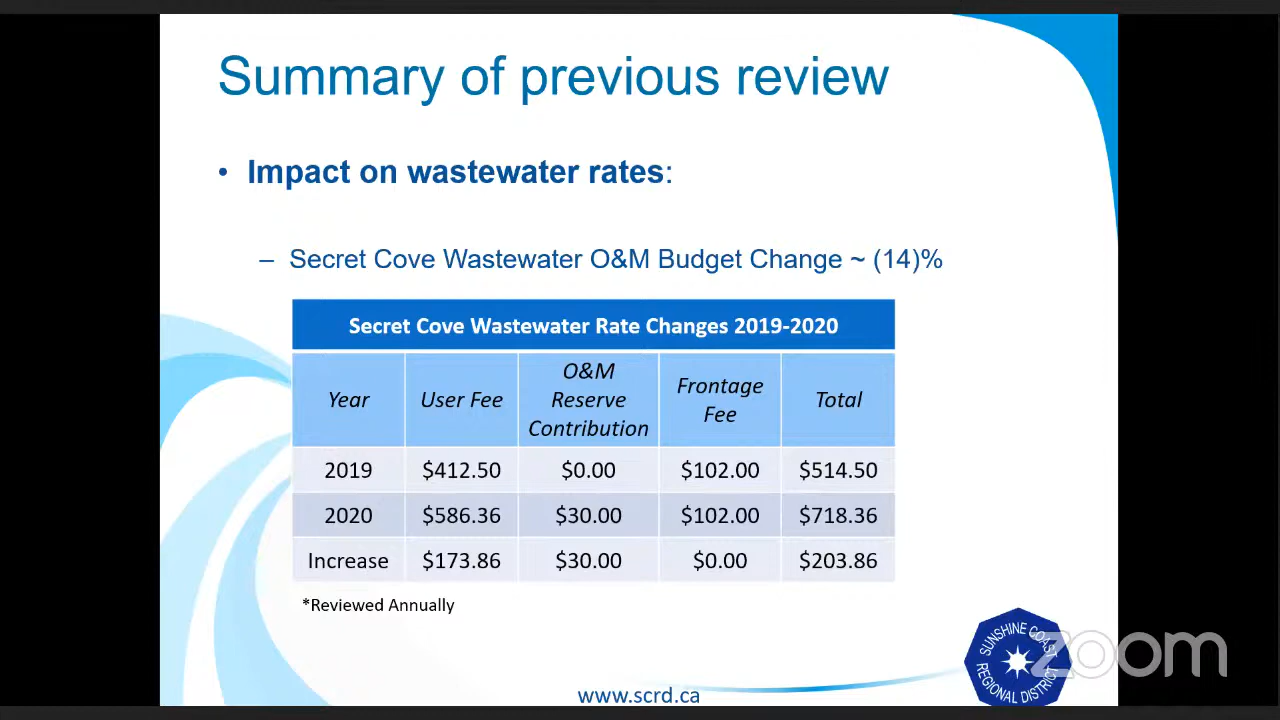 Summary of previous review
• Impact on wastewater rates:
– Secret Cove Wastewater O&M Budget Change ~ (14)%
Secret Cove Wastewater Rate Changes 2019-2020
Year User Fee O&M Reserve Contribution Frontage Fee Total
2019 $412.50 $0.00 $102.00 $514.50
2020 $586.36 $30.00 $102.00 $718.36
Increase $173.86 $30.00 $0.00 $203.86
*Reviewed Annually
SUNSHINE COAST
REGIONAL DISTRICT
zoom
www.scrd.ca